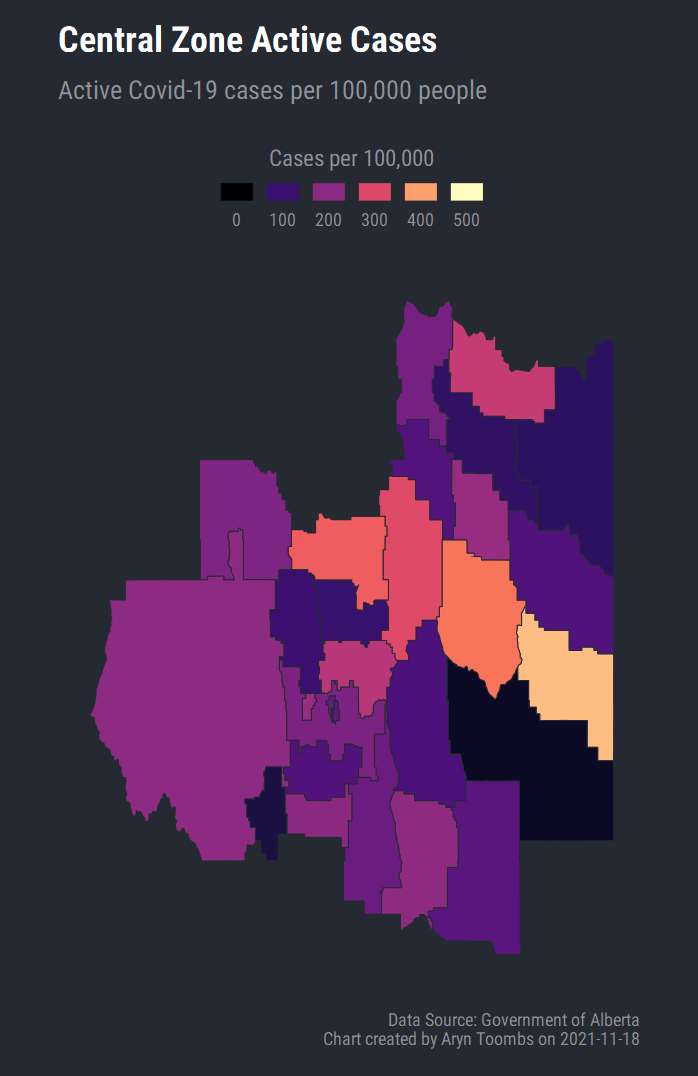 Central Zone Active Cases
Active Covid-19 cases per 100,000 people
Cases per 100,000
0 100 200 300 400 500
Data Source: Government of Alberta
Chart created by Aryn Toombs on 2021-11-18